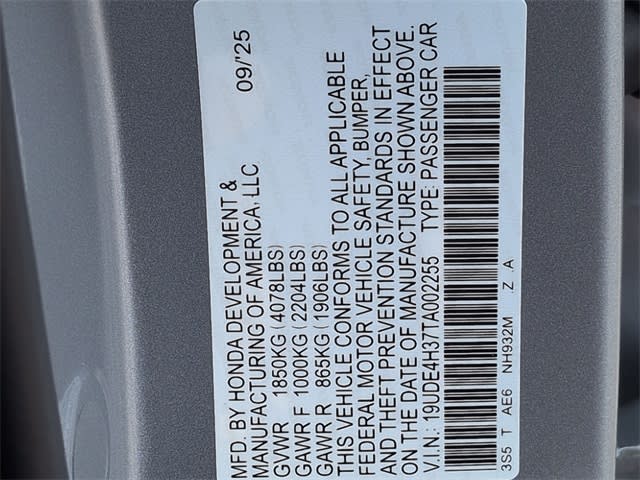 09/'25
MFD. BY HONDA DEVELOPMENT &
MANUFACTURING OF AMERICA, LLC
GVWR 1850KG(4078LBS)
GAWR F 1000KG(2204LBS)
GAWR R 865KG(1906LBS)
THIS VEHICLE CONFORMS TO ALL APPLICABLE
FEDERAL MOTOR VEHICLE SAFETY, BUMPER,
AND THEFT PREVENTION STANDARDS IN EFFECT
ON THE DATE OF MANUFACTURE SHOWN ABOVE.
V.I.N.: 19UDE4H37TA002255 TYPE: PASSENGER CAR
3S5 T AE6 NH932M Z .A